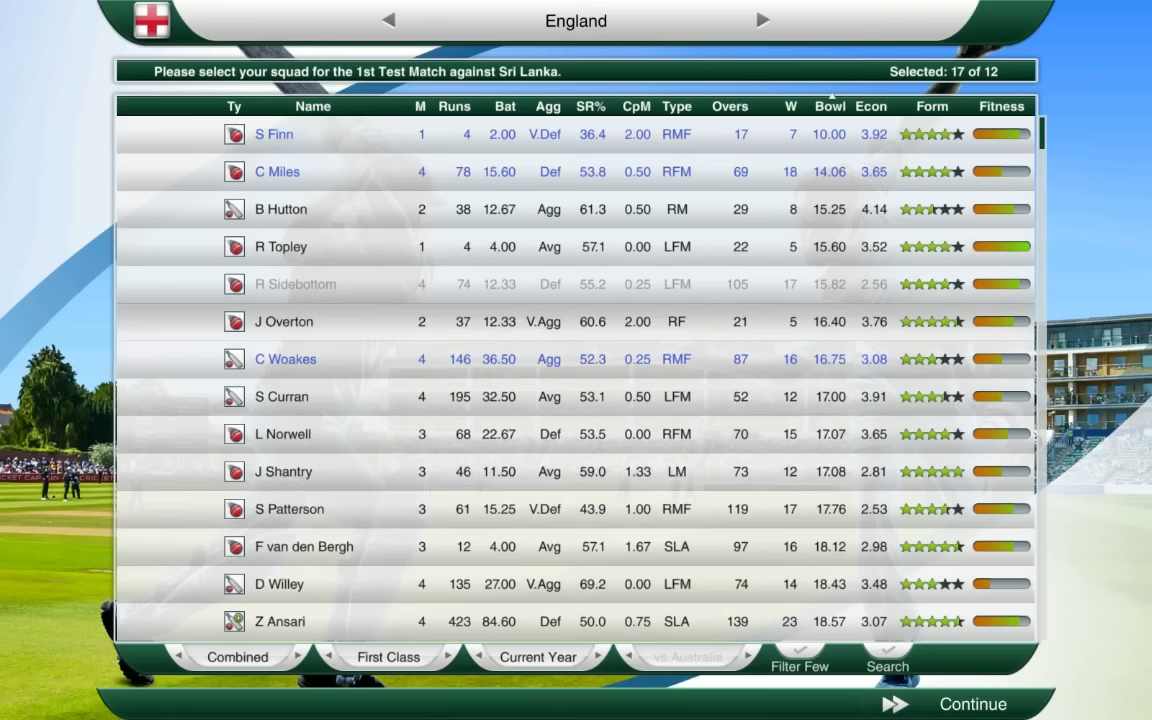 England
Please select your squad for the 1st Test Match against Sri Lanka. Selected: 17 of 12
Ty Name M Runs Bat Agg SR% CpM Type Overs W Bowl Econ Form Fitness
S Finn 1 4 2.00 V.Def 36.4 2.00 RMF 17 7 10.00 3.92
C Miles 4 78 15.60 Def 53.8 0.50 RFM 69 18 14.06 3.65
B Hutton 2 38 12.67 Agg 61.3 0.50 RM 29 8 15.25 4.14
R Topley 1 4 4.00 Avg 57.1 0.00 LFM 22 5 15.60 3.52
R Sidebottom 4 74 12.33 Def 55.2 0.25 LFM 105 17 15.82 2.56
J Overton 2 37 12.33 V.Agg 60.6 2.00 RF 21 5 16.40 3.76
C Woakes 4 146 36.50 Agg 52.3 0.25 RMF 87 16 16.75 3.08
S Curran 4 195 32.50 Avg 53.1 0.50 LFM 52 12 17.00 3.91
L Norwell 3 68 22.67 Def 53.5 0.00 RFM 70 15 17.07 3.65
J Shantry 3 46 11.50 Avg 59.0 1.33 LM 73 12 17.08 2.81
S Patterson 3 61 15.25 V.Def 43.9 1.00 RMF 119 17 17.76 2.53
F van den Bergh 3 12 4.00 Avg 57.1 1.67 SLA 97 16 18.12 2.98
D Willey 4 135 27.00 V.Agg 69.2 0.00 LFM 74 14 18.43 3.48
Z Ansari 4 423 84.60 Def 50.0 0.75 SLA 139 23 18.57 3.07
Combined First Class Current Year vs Australia Filter Few Search
Continue